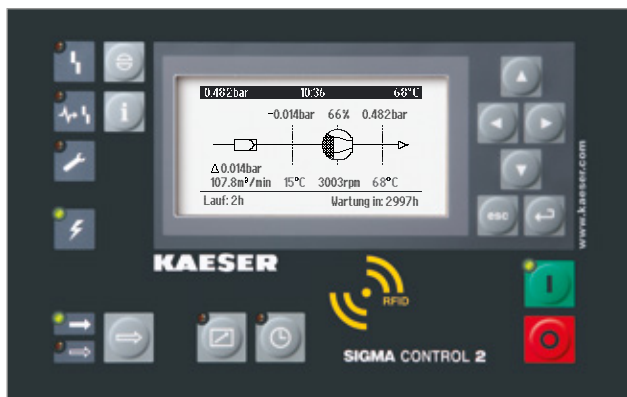 0.482bar 10:36 68°C
-0.014bar 66% 0.482bar
Δ 0.014bar
107.8m³/min 15°C 3003rpm 68°C
Lauf: 2h Wartung in: 2997h
i
esc
www.kaeser.com
KAESER
RFID
I
O
SIGMA CONTROL 2